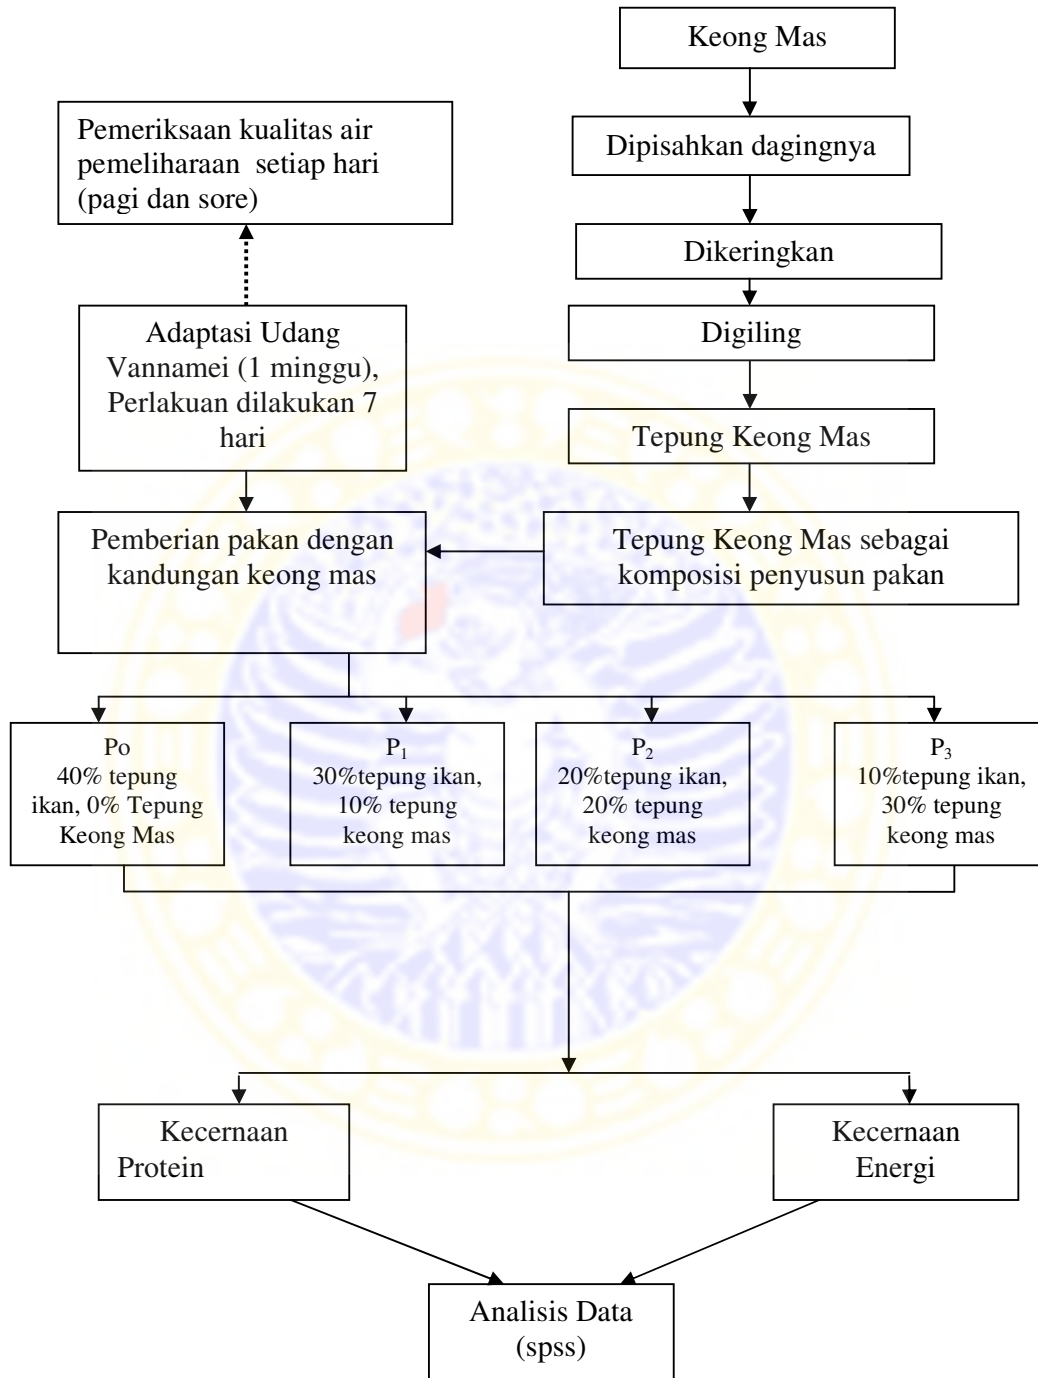 Keong Mas
Dipisahkan dagingnya
Dikeringkan
Digiling
Tepung Keong Mas
Tepung Keong Mas sebagai
komposisi penyusun pakan
Pemeriksaan kualitas air
pemeliharaan setiap hari
(pagi dan sore)
Adaptasi Udang
Vannamei (1 minggu),
Perlakuan dilakukan 7
hari
Pemberian pakan dengan
kandungan keong mas
Po
40% tepung
ikan, 0% Tepung
Keong Mas
P₁
30%tepung ikan,
10% tepung
keong mas
P₂
20%tepung ikan,
20% tepung
keong mas
P₃
10%tepung ikan,
30% tepung
keong mas
Kecernaan
Protein
Kecernaan
Energi
Analisis Data
(spss)